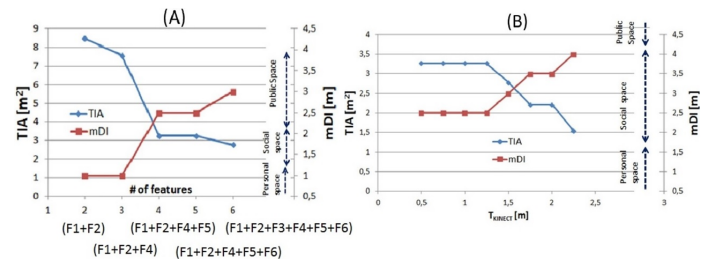 (A)
TIA [m²]
9
8
7
6
5
4
3
2
1
0
TIA
mDI
# of features
1
2
3
4
5
6
(F1+F2)
(F1+F2+F4+F5)
(F1+F2+F3+F4+F5+F6)
(F1+F2+F4)
(F1+F2+F4+F5+F6)
Public Space
Social space
Personal space
4,5
4
3,5
3
2,5
2
1,5
1
0,5
mDI [m]
(B)
TIA [m²]
4
3,5
3
2,5
2
1,5
1
0,5
0
TIA
mDI
0
0,5
1
1,5
2
2,5
3
T_KINECT [m]
Public Space
Social space
Personal space
4,5
4
3,5
3
2,5
2
1,5
1
0,5
mDI [m]